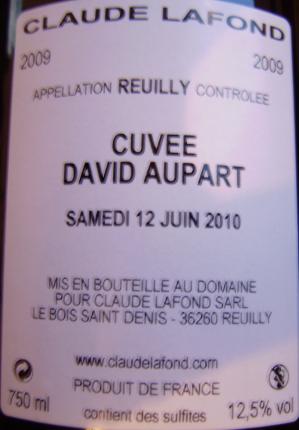 CLAUDE LAFOND
2009 2009
APPELLATION REUILLY CONTROLEE
CUVEE
DAVID AUPART
SAMEDI 12 JUIN 2010
MIS EN BOUTEILLE AU DOMAINE
POUR CLAUDE LAFOND SARL
LE BOIS SAINT DENIS - 36260 REUILLY
www.claudelafond.com
PRODUIT DE FRANCE
750 ml contient des sulfites 12,5% vol